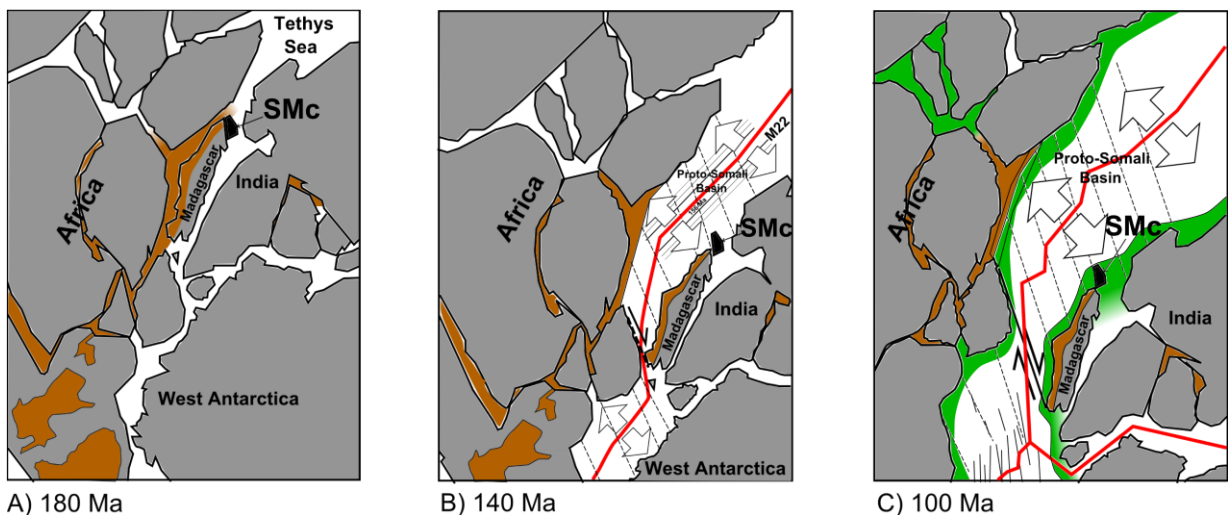 Tethys
Sea
SMc
Africa
Madagascar
India
West Antarctica
A) 180 Ma
M22
Proto-Somali
Basin
Africa
SMc
Madagascar
India
West Antarctica
B) 140 Ma
Proto-Somali
Basin
Africa
SMc
India
Madagascar
C) 100 Ma